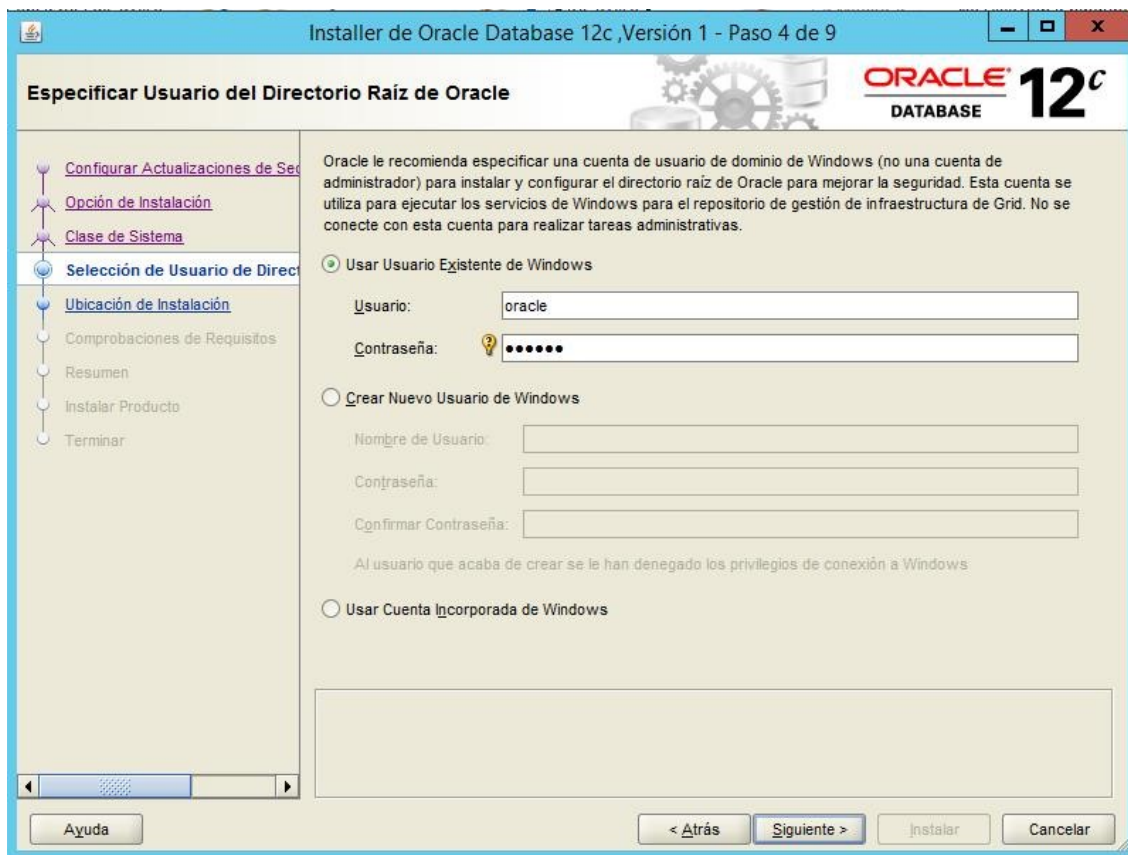 Installer de Oracle Database 12c ,Versión 1 - Paso 4 de 9
Especificar Usuario del Directorio Raíz de Oracle
ORACLE
DATABASE
12c
Configurar Actualizaciones de Sec
Opción de Instalación
Clase de Sistema
Selección de Usuario de Direct
Ubicación de Instalación
Comprobaciones de Requisitos
Resumen
Instalar Producto
Terminar
Oracle le recomienda especificar una cuenta de usuario de dominio de Windows (no una cuenta de
administrador) para instalar y configurar el directorio raíz de Oracle para mejorar la seguridad. Esta cuenta se
utiliza para ejecutar los servicios de Windows para el repositorio de gestión de infraestructura de Grid. No se
conecte con esta cuenta para realizar tareas administrativas.
Usar Usuario Existente de Windows
Usuario: oracle
Contraseña: ••••••
Crear Nuevo Usuario de Windows
Nombre de Usuario:
Contraseña:
Confirmar Contraseña:
Al usuario que acaba de crear se le han denegado los privilegios de conexión a Windows
Usar Cuenta Incorporada de Windows
Ayuda
< Atrás
Siguiente >
Instalar
Cancelar